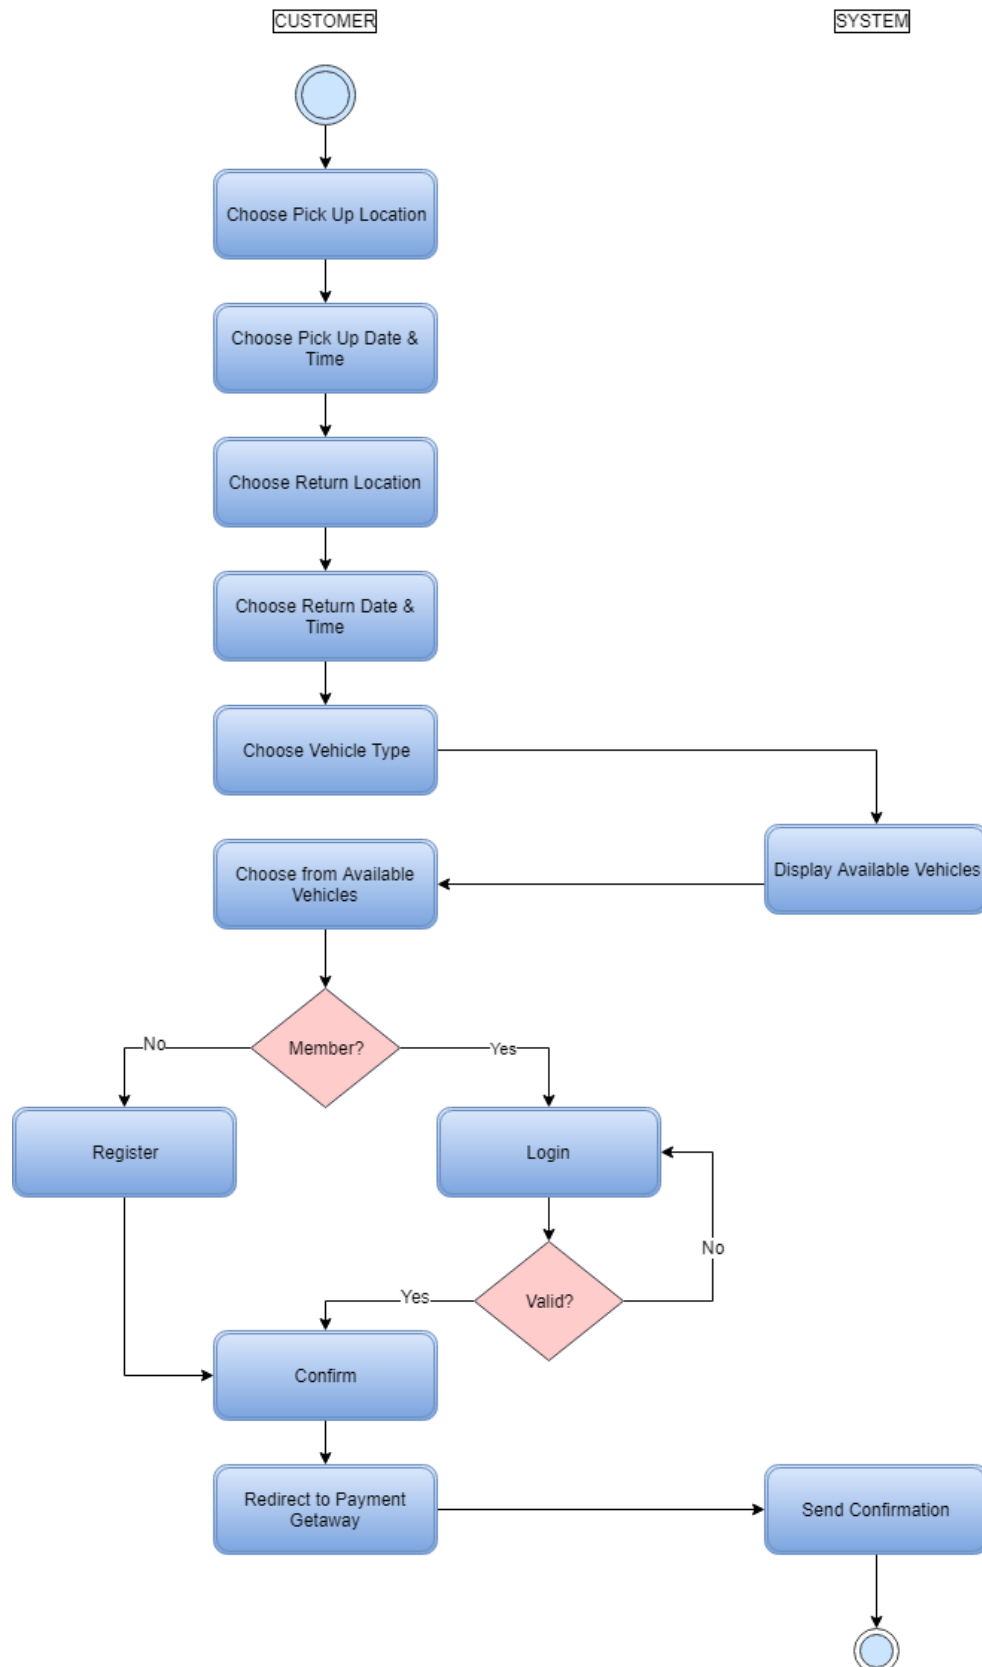 CUSTOMER
SYSTEM
Choose Pick Up Location
Choose Pick Up Date &
Time
Choose Return Location
Choose Return Date &
Time
Choose Vehicle Type
Display Available Vehicles
Choose from Available
Vehicles
Member?
No
Yes
Register
Login
No
Valid?
Yes
Confirm
Redirect to Payment
Getaway
Send Confirmation